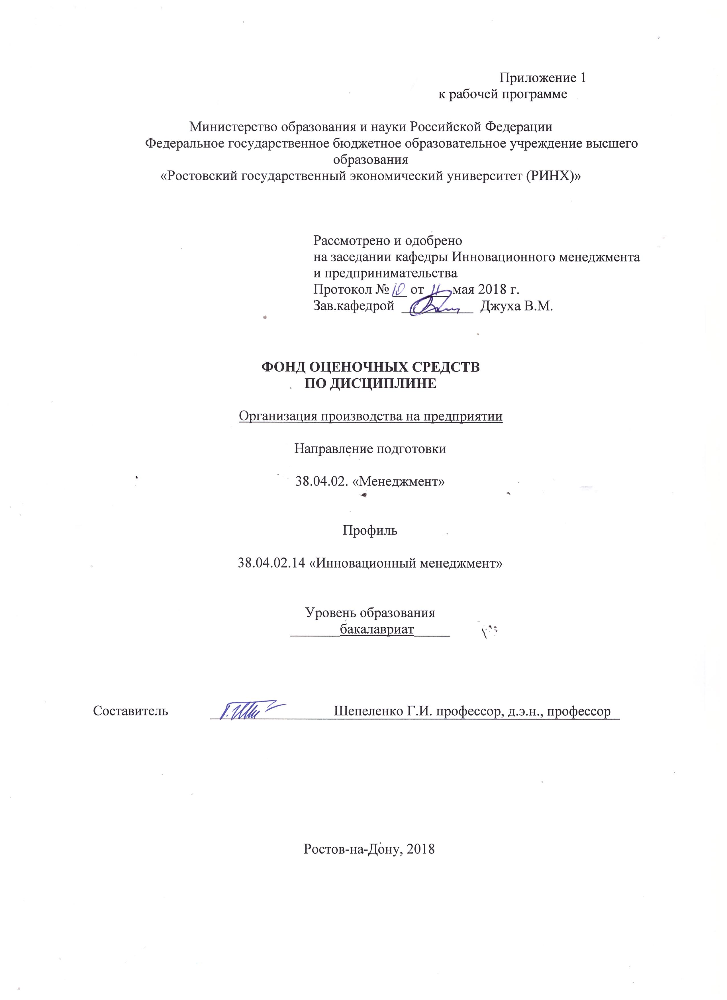 Приложение 1
к рабочей программе
Министерство образования и науки Российской Федерации
Федеральное государственное бюджетное образовательное учреждение высшего
образования
«Ростовский государственный экономический университет (РИНХ)»
Рассмотрено и одобрено
на заседании кафедры Инновационного менеджмента
и предпринимательства
Протокол № 10 от 11 мая 2018 г.
Зав.кафедрой Джуха В.М.
ФОНД ОЦЕНОЧНЫХ СРЕДСТВ
ПО ДИСЦИПЛИНЕ
Организация производства на предприятии
Направление подготовки
38.04.02. «Менеджмент»
Профиль
38.04.02.14 «Инновационный менеджмент»
Уровень образования
бакалавриат
Составитель Шепеленко Г.И. профессор, д.э.н., профессор
Ростов-на-Дону, 2018